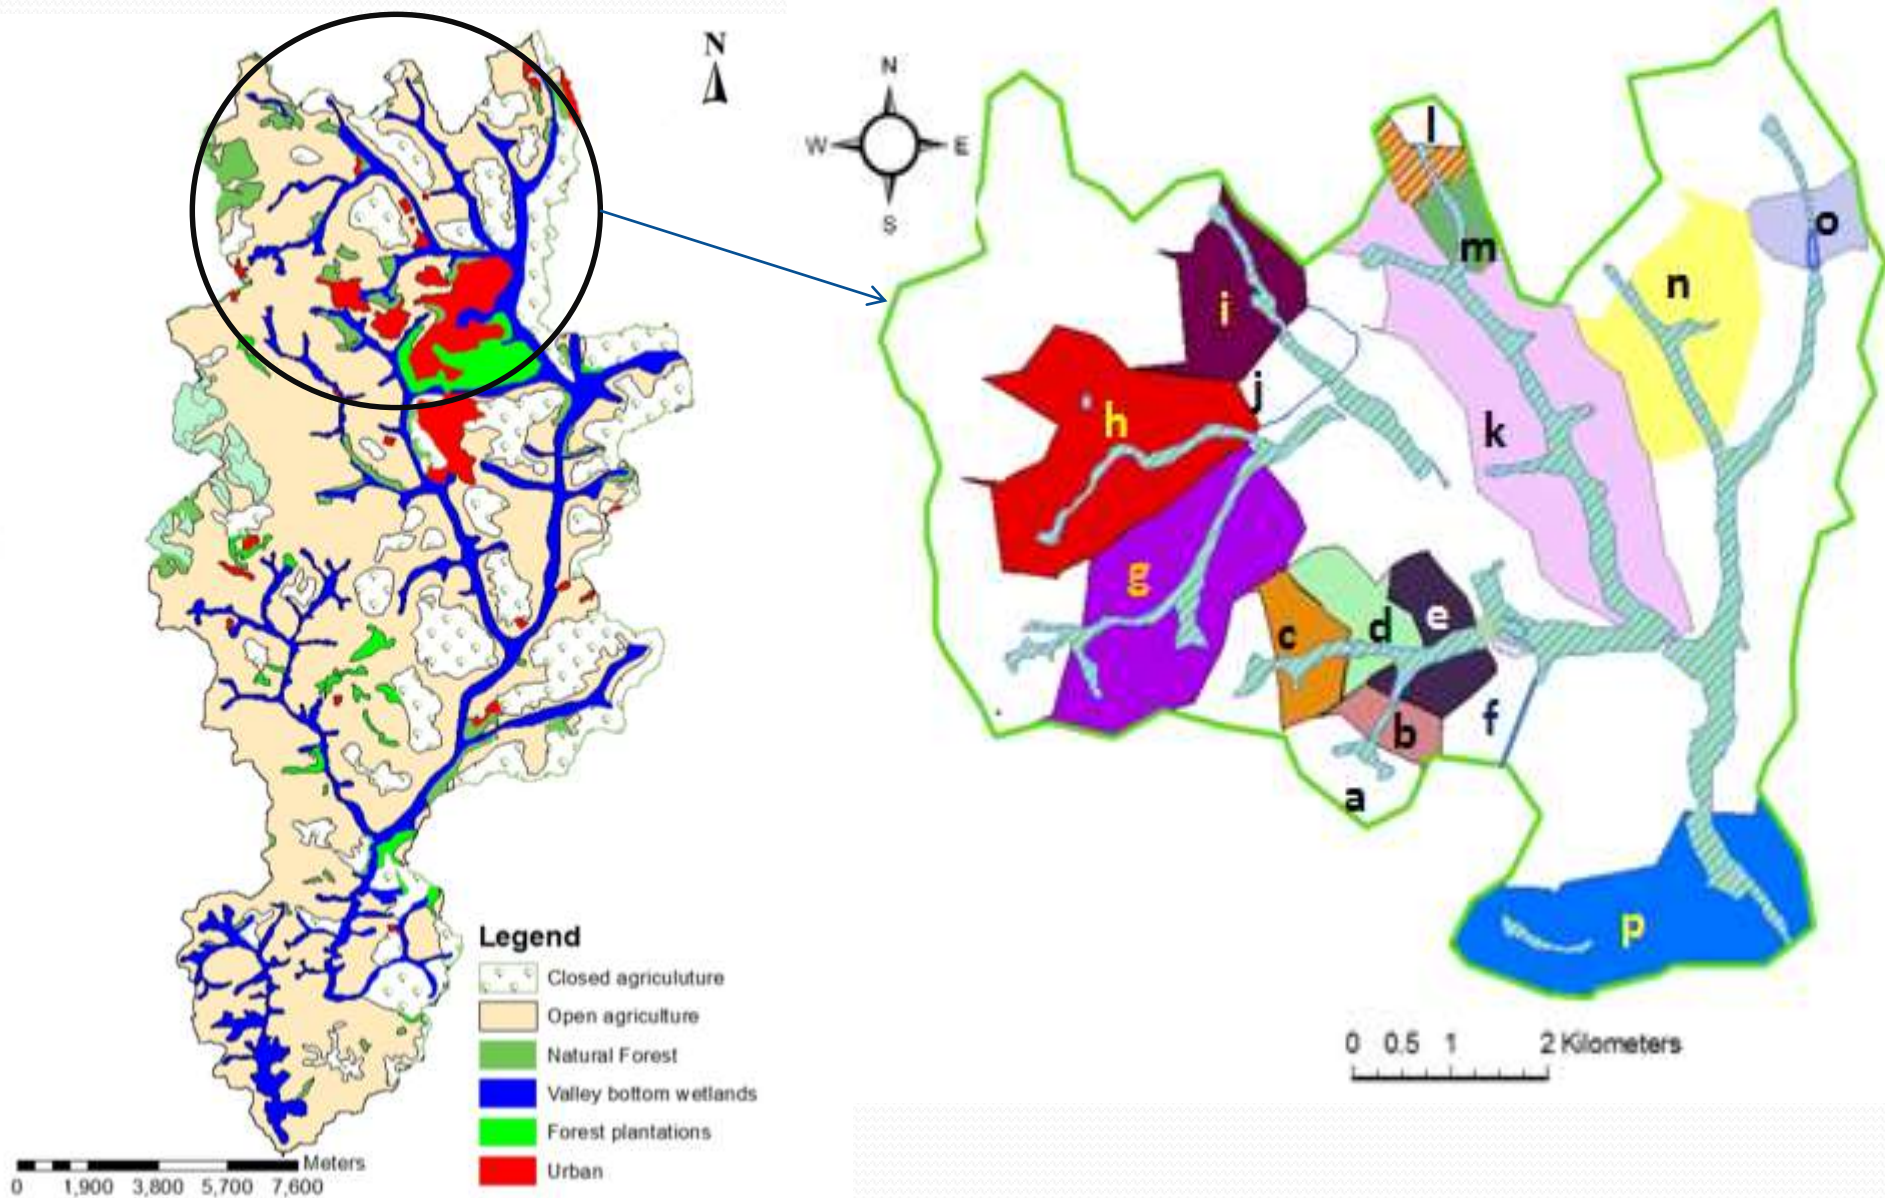 N
Legend
Closed agriculuture
Open agriculture
Natural Forest
Valley bottom wetlands
Forest plantations
Urban
Meters
0 1,900 3,800 5,700 7,600
N
W E
S
l
m
o
n
i
j
h
k
g
d
e
c
b
f
a
p
0 0.5 1 2 Kilometers